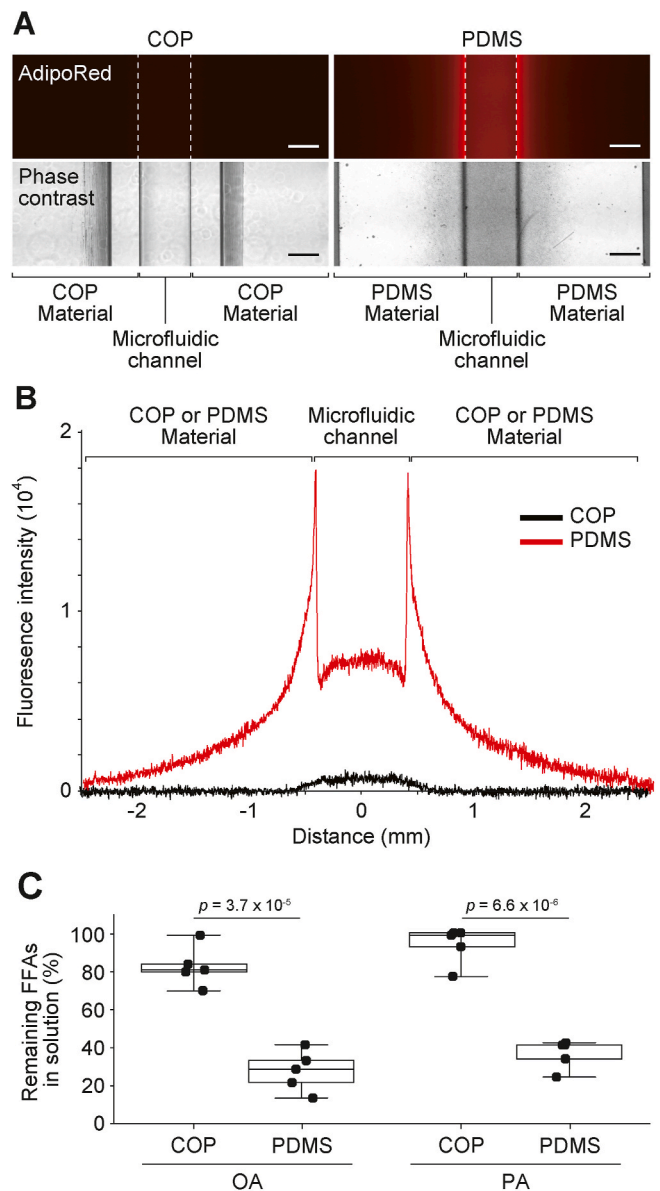 A
COP
PDMS
AdipoRed
Phase
contrast
COP
Material
COP
Material
PDMS
Material
PDMS
Material
Microfluidic
channel
Microfluidic
channel
B
COP or PDMS
Material
Microfluidic
channel
COP or PDMS
Material
2
1
0
Fluoresence intensity (10⁴)
COP
PDMS
-2
-1
0
1
2
Distance (mm)
C
p = 3.7 x 10⁻⁵
p = 6.6 x 10⁻⁶
Remaining FFAs
in solution (%)
100
80
60
40
20
0
COP
PDMS
COP
PDMS
OA
PA